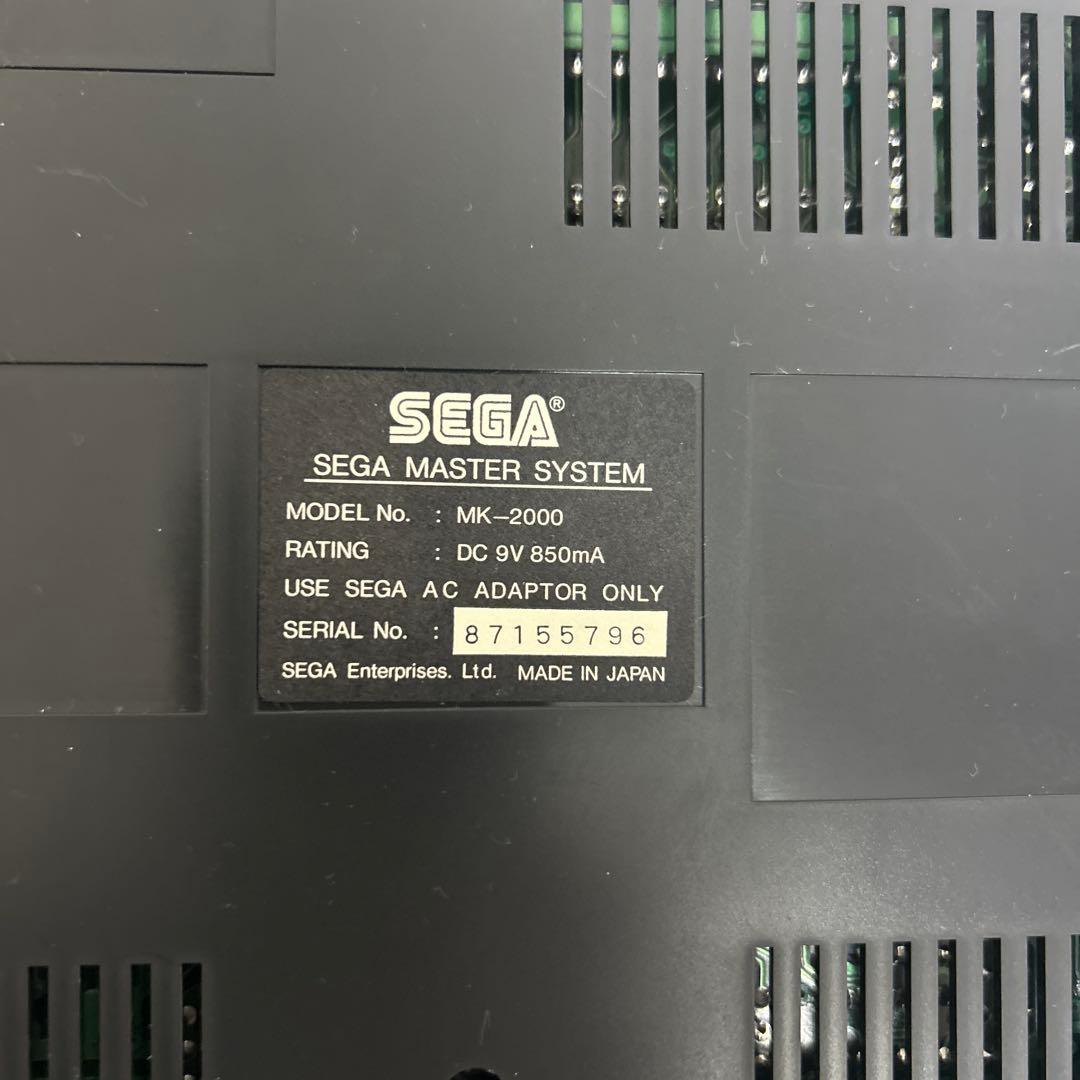 SEGA®
SEGA MASTER SYSTEM
MODEL No. : MK-2000
RATING : DC 9V 850mA
USE SEGA AC ADAPTOR ONLY
SERIAL No. : 87155796
SEGA Enterprises. Ltd. MADE IN JAPAN